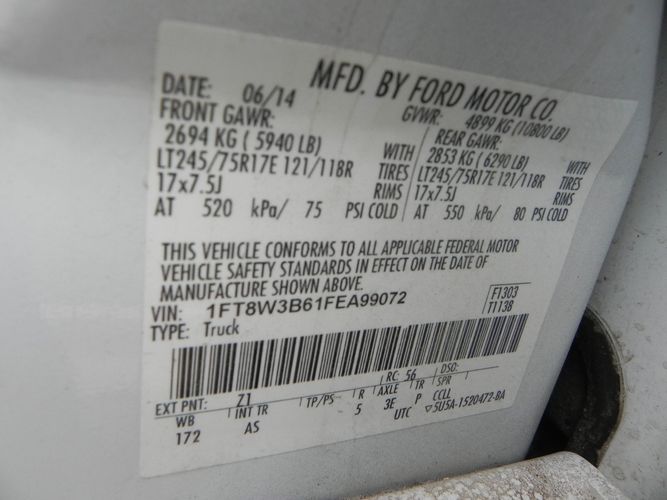 MFD. BY FORD MOTOR CO.
DATE: 06/14 GVWR: 4899 KG (10800 LB)
FRONT GAWR: REAR GAWR:
2694 KG ( 5940 LB) WITH 2853 KG ( 6290 LB) WITH
LT245/75R17E 121/118R TIRES LT245/75R17E 121/118R TIRES
17x7.5J RIMS 17x7.5J RIMS
AT 520 kPa/ 75 PSI COLD AT 550 kPa/ 80 PSI COLD
THIS VEHICLE CONFORMS TO ALL APPLICABLE FEDERAL MOTOR
VEHICLE SAFETY STANDARDS IN EFFECT ON THE DATE OF
MANUFACTURE SHOWN ABOVE.
VIN: 1FT8W3B61FEA99072 F1303
TYPE: Truck T113B
EXT PNT: Z1 RC: 56 DSO:
WB INT TR TP/PS R AXLE TR SPR
172 AS 5 3E P CCLL
UTC ▽5U5A-1520472-BA